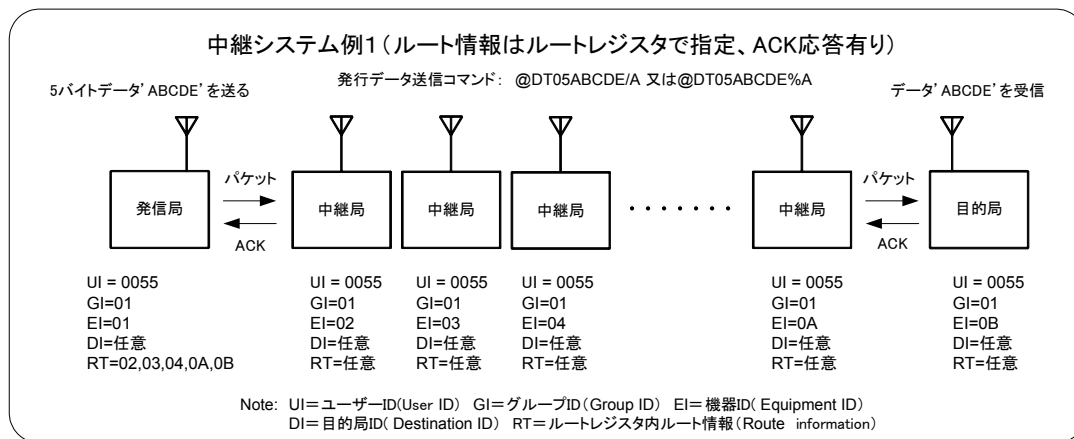 中継システム例1(ルート情報はルートレジスタで指定、ACK応答有り)
5バイトデータ'ABCDE'を送る
発行データ送信コマンド: @DT05ABCDE/A 又は@DT05ABCDE%A
データ'ABCDE'を受信
発信局
パケット
ACK
中継局
中継局
中継局
・・・・・・・
中継局
パケット
ACK
目的局
UI = 0055
GI=01
EI=01
DI=任意
RT=02,03,04,0A,0B
UI = 0055
GI=01
EI=02
DI=任意
RT=任意
UI = 0055
GI=01
EI=03
DI=任意
RT=任意
UI = 0055
GI=01
EI=04
DI=任意
RT=任意
UI = 0055
GI=01
EI=0A
DI=任意
RT=任意
UI = 0055
GI=01
EI=0B
DI=任意
RT=任意
Note: UI=ユーザーID(User ID) GI=グループID(Group ID) EI=機器ID( Equipment ID)
DI=目的局ID( Destination ID) RT=ルートレジスタ内ルート情報(Route information)